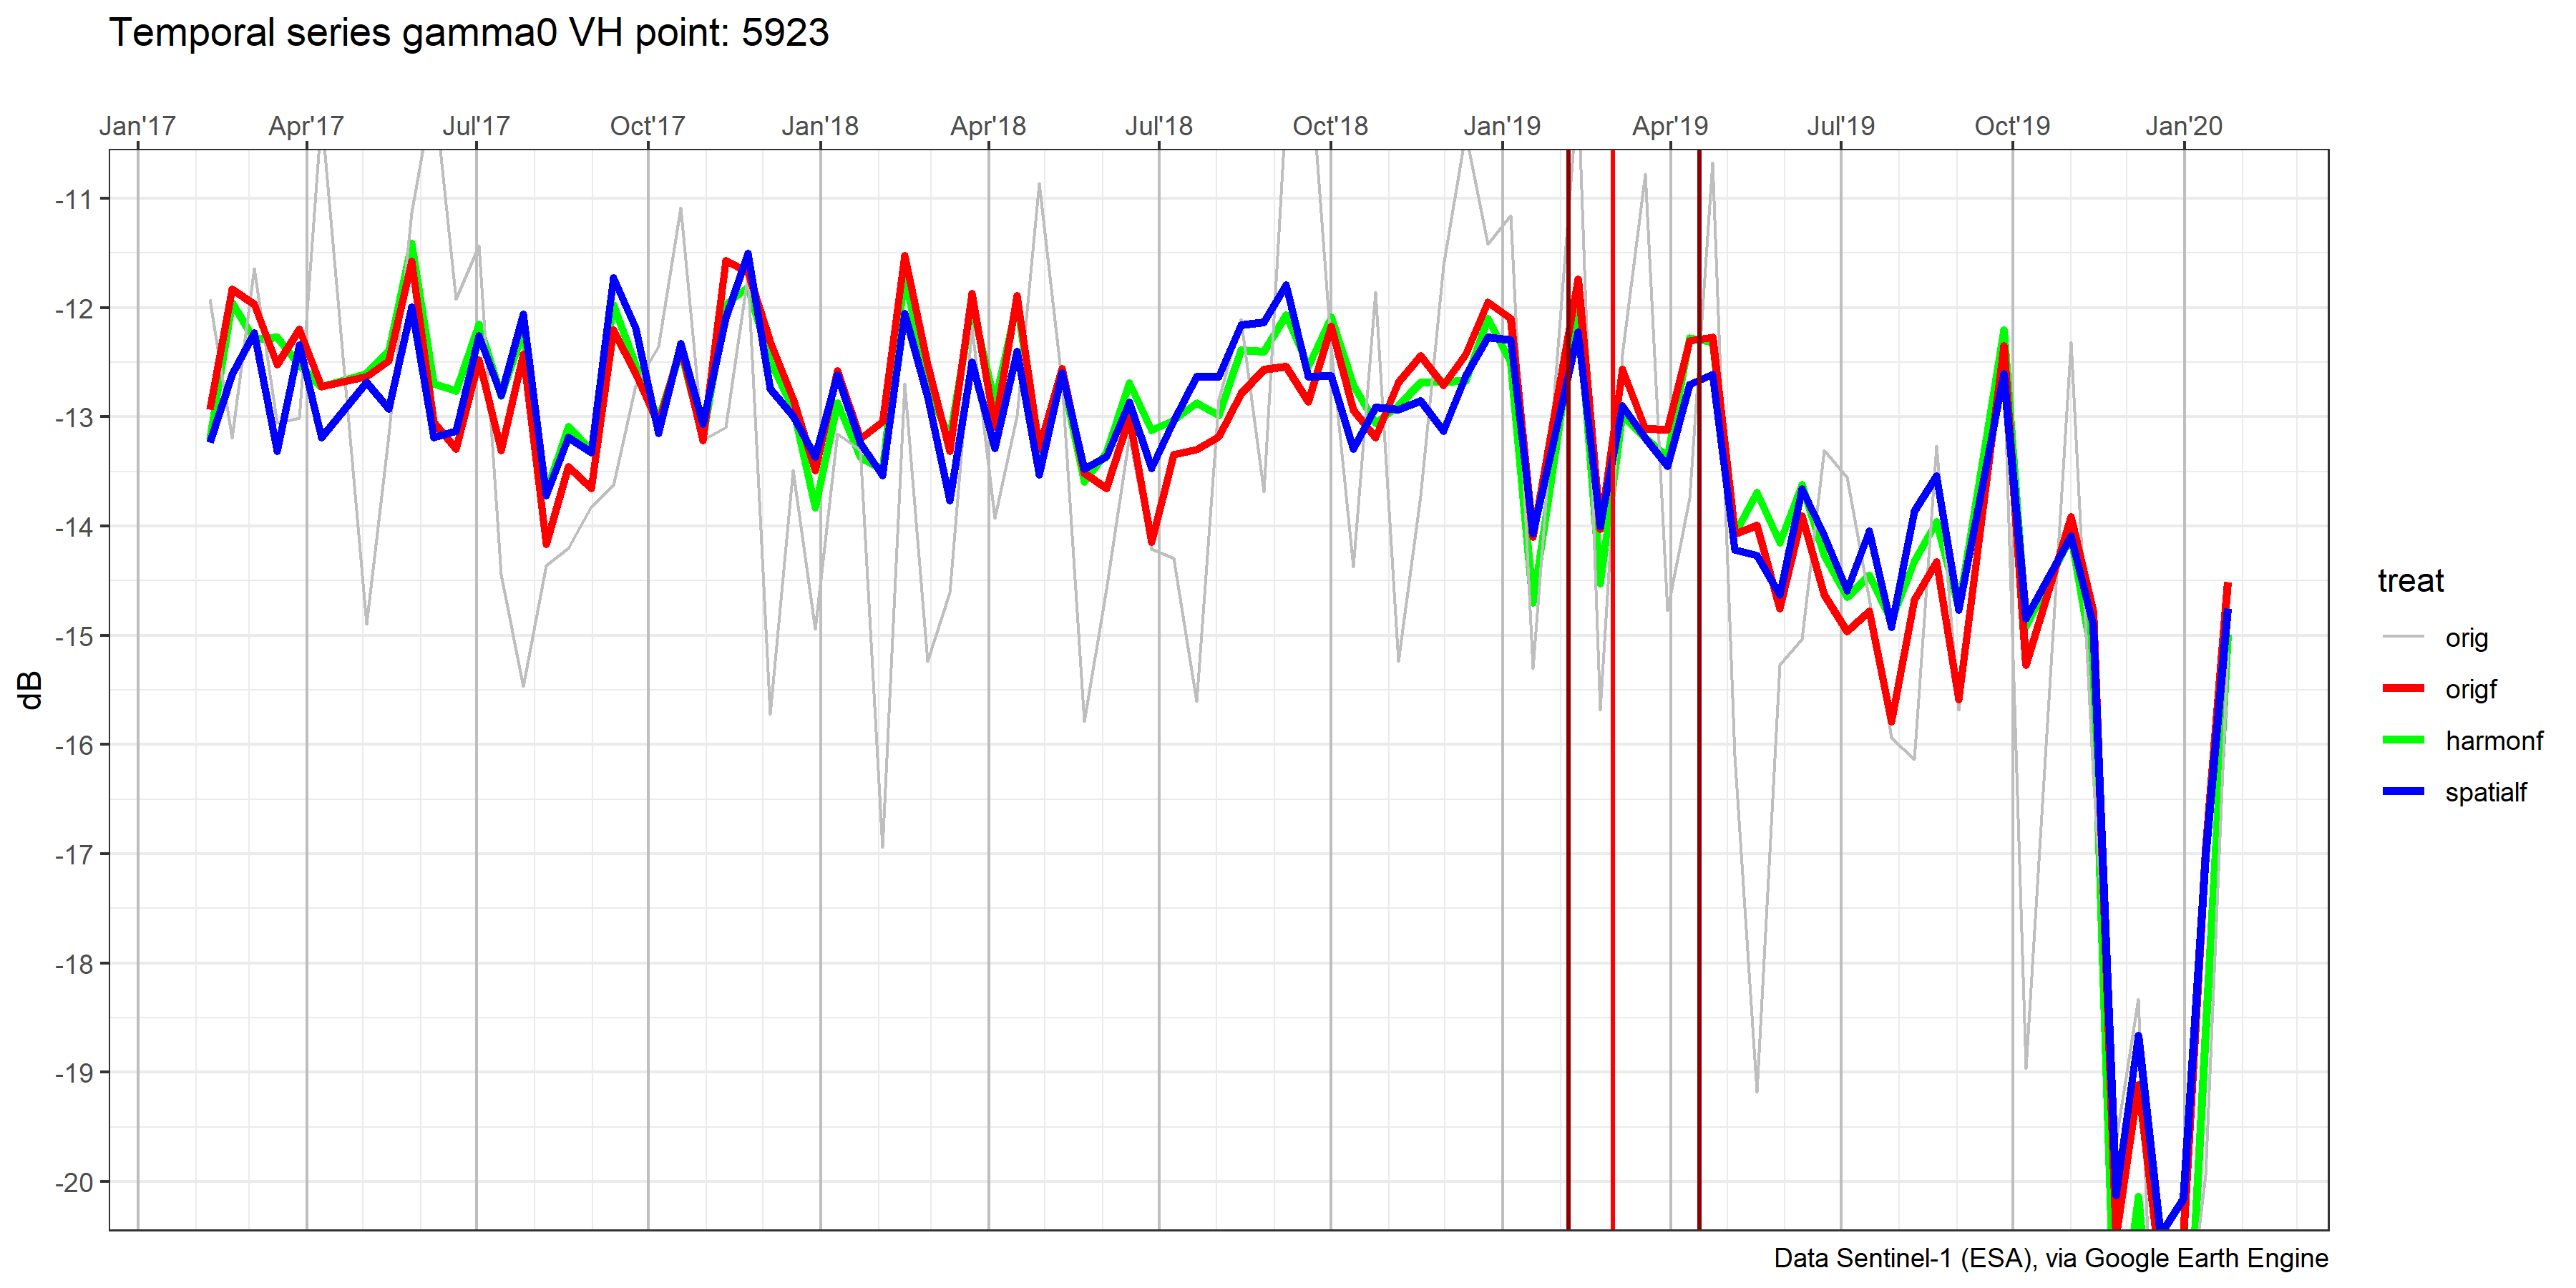 Temporal series gamma0 VH point: 5923
Jan'17 Apr'17 Jul'17 Oct'17 Jan'18 Apr'18 Jul'18 Oct'18 Jan'19 Apr'19 Jul'19 Oct'19 Jan'20
-11
-12
-13
-14
-15
-16
-17
-18
-19
-20
dB
treat
orig
origf
harmonf
spatialf
Data Sentinel-1 (ESA), via Google Earth Engine